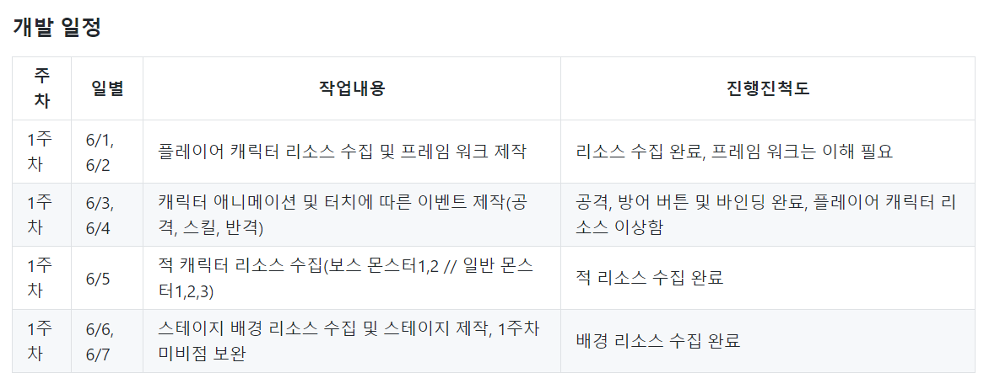 개발 일정
주
차
일별
작업내용
진행진척도
1주
차
6/1,
6/2
플레이어 캐릭터 리소스 수집 및 프레임 워크 제작
리소스 수집 완료, 프레임 워크는 이해 필요
1주
차
6/3,
6/4
캐릭터 애니메이션 및 터치에 따른 이벤트 제작(공
격, 스킬, 반격)
공격, 방어 버튼 및 바인딩 완료, 플레이어 캐릭터 리
소스 이상함
1주
차
6/5
적 캐릭터 리소스 수집(보스 몬스터1,2 // 일반 몬스
터1,2,3)
적 리소스 수집 완료
1주
차
6/6,
6/7
스테이지 배경 리소스 수집 및 스테이지 제작, 1주차
미비점 보완
배경 리소스 수집 완료